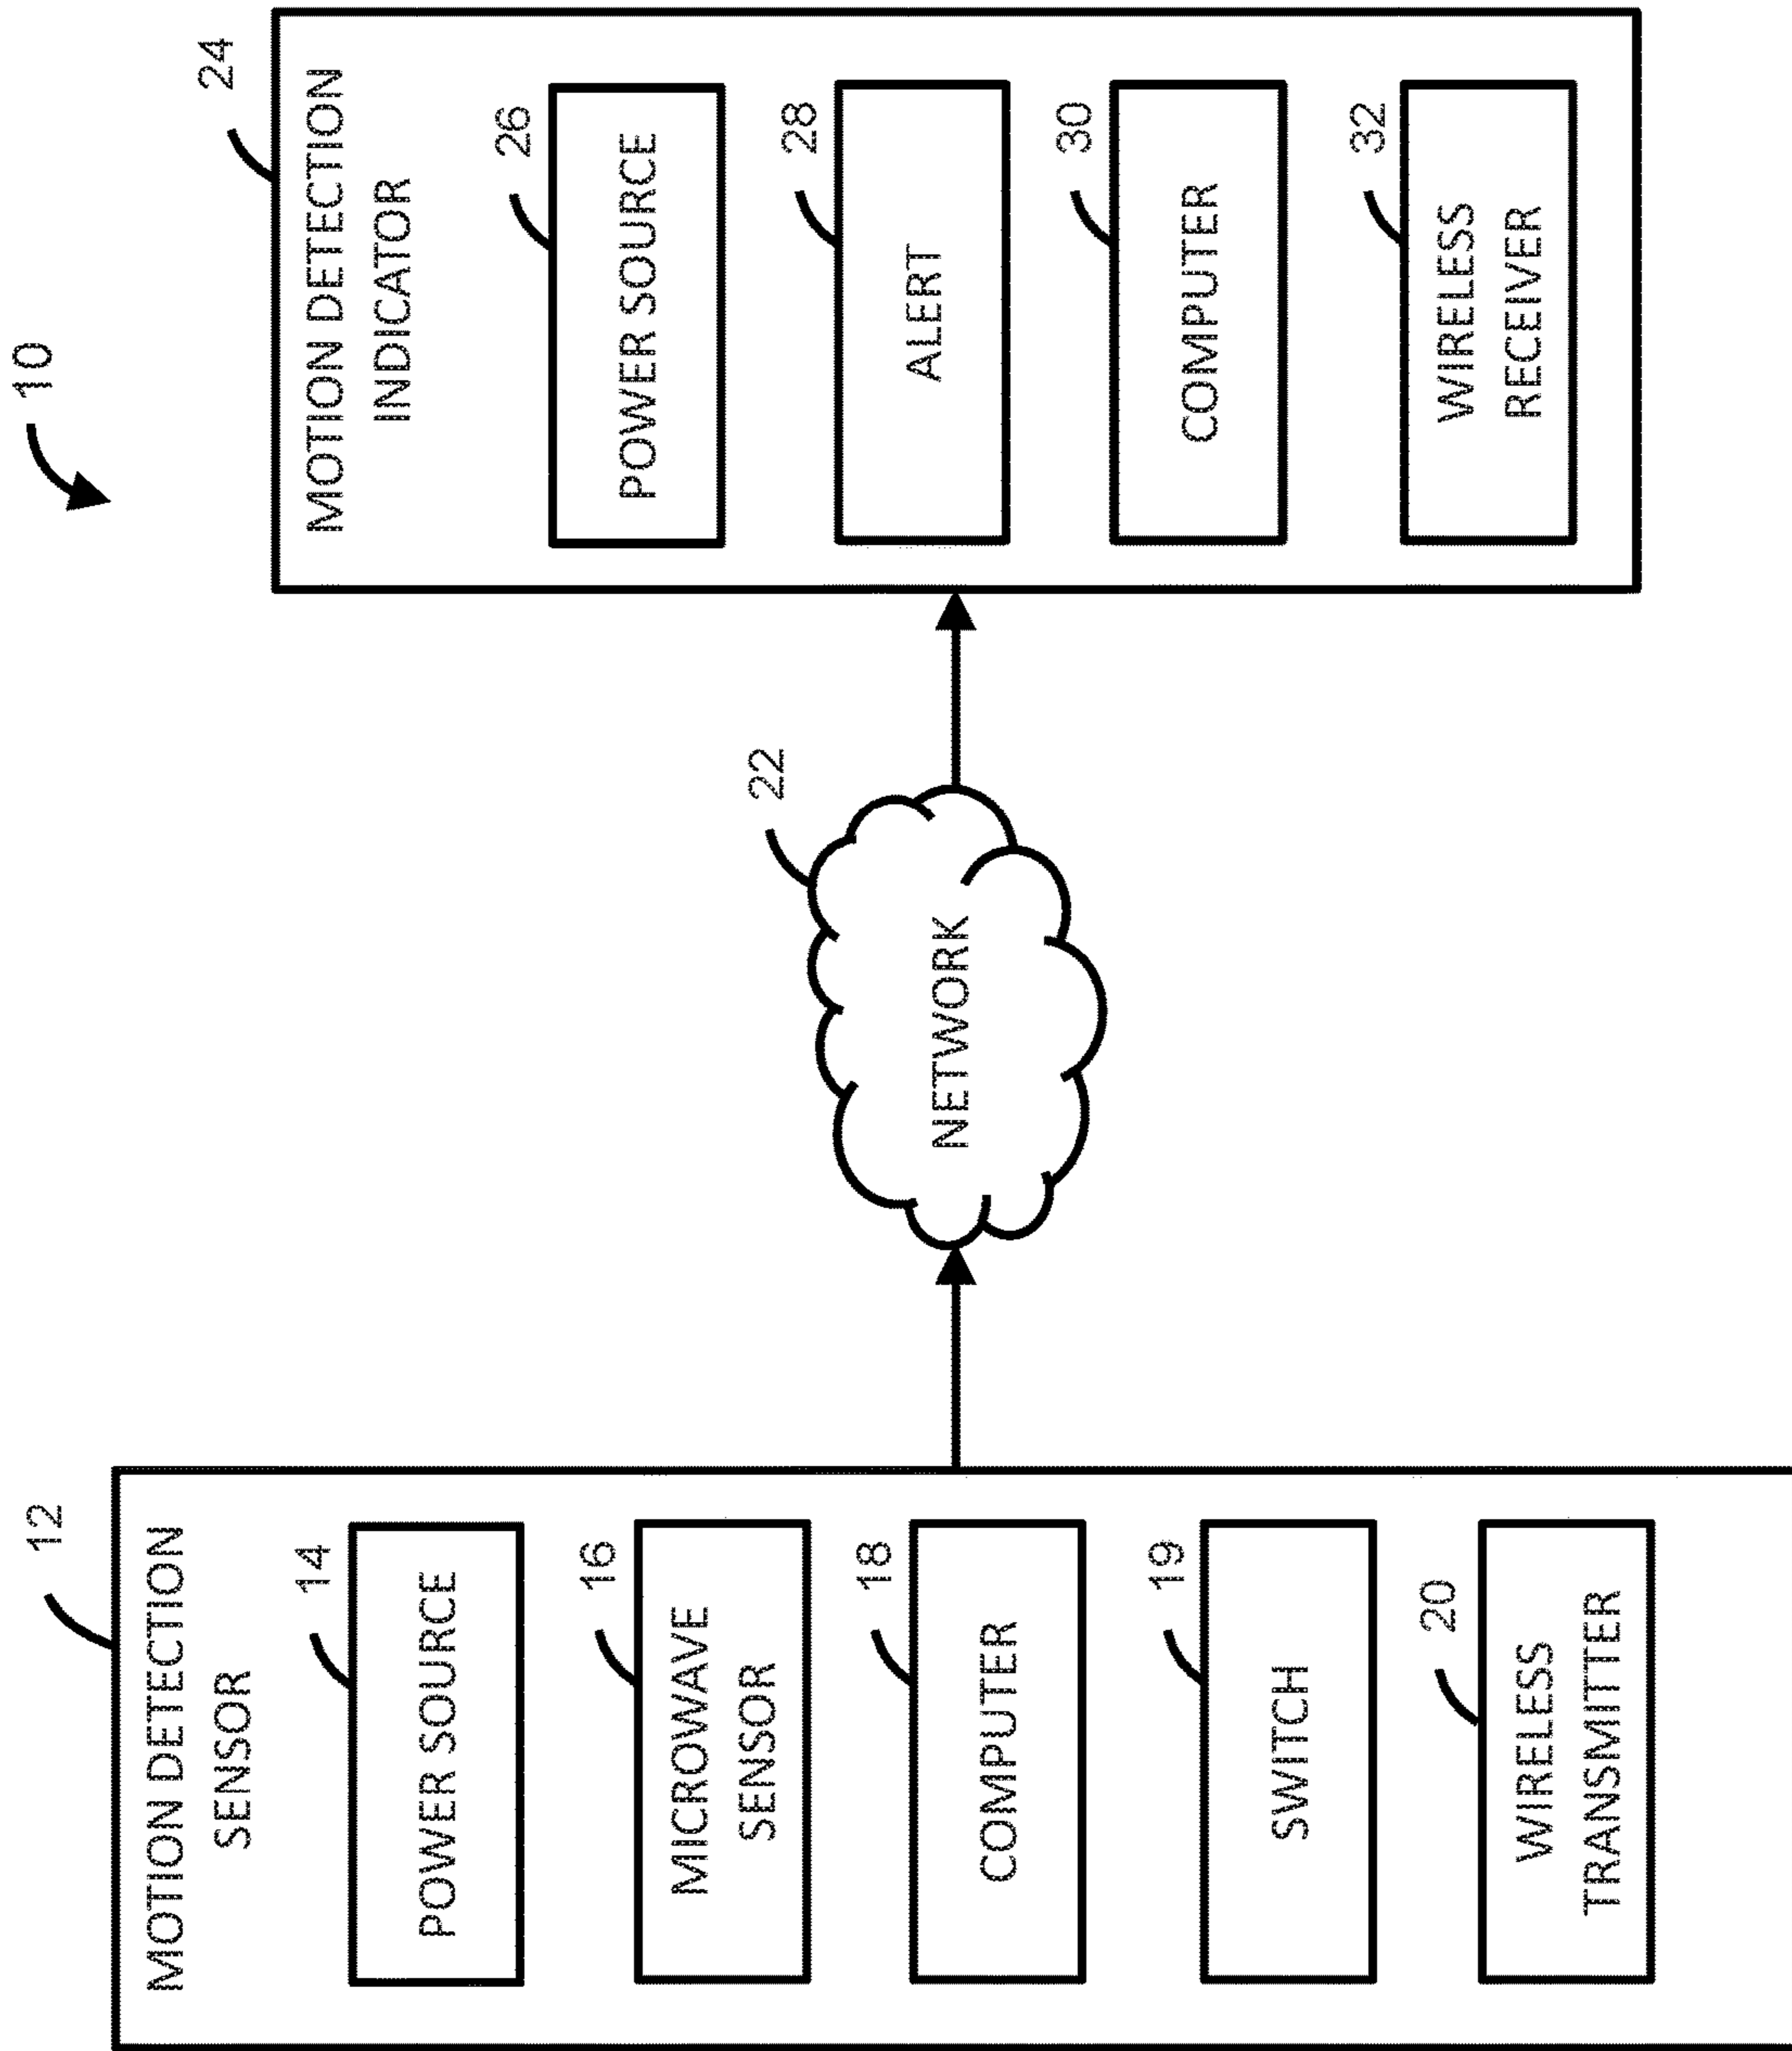 10
12
MOTION DETECTION
SENSOR
14
POWER SOURCE
16
MICROWAVE
SENSOR
18
COMPUTER
19
SWITCH
20
WIRELESS
TRANSMITTER
22
NETWORK
24
MOTION DETECTION
INDICATOR
26
POWER SOURCE
28
ALERT
30
COMPUTER
32
WIRELESS
RECEIVER